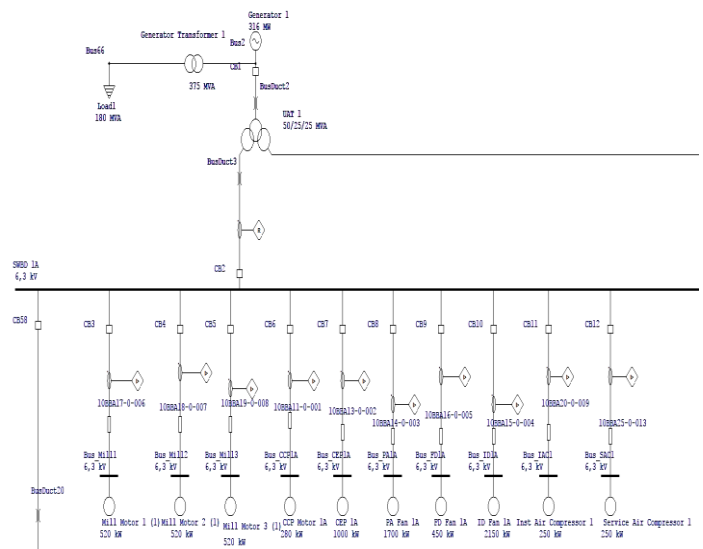 Generator 1
316 MW
Generator Transformer 1
Bus2
Bus66
CB1
375 MVA
BusDuct2
Load1
180 MVA
UAT 1
50/25/25 MVA
BusDuct3
R
CB2
SWBD 1A
6,3 kV
CB58
CB3
CB4
CB5
CB6
CB7
CB8
CB9
CB10
CB11
CB12
10BBA17-0-006
10BBA18-0-007
10BBA19-0-008
10BBA11-0-001
10BBA13-0-002
10BBA14-0-003
10BBA16-0-005
10BBA15-0-004
10BBA20-0-009
10BBA25-0-013
Bus_Mill1
6,3 kV
Bus_Mill2
6,3 kV
Bus_Mill3
6,3 kV
Bus_CCP1A
6,3 kV
Bus_CEP1A
6,3 kV
Bus_PA1A
6,3 kV
Bus_FD1A
6,3 kV
Bus_ID1A
6,3 kV
Bus_IAC1
6,3 kV
Bus_SAC1
6,3 kV
BusDuct20
Mill Motor 1 (1)
520 kW
Mill Motor 2 (1)
520 kW
Mill Motor 3 (1)
520 kW
CCP Motor 1A
280 kW
CEP 1A
1000 kW
PA Fan 1A
1700 kW
FD Fan 1A
450 kW
ID Fan 1A
2150 kW
Inst Air Compressor 1
250 kW
Service Air Compressor 1
250 kW